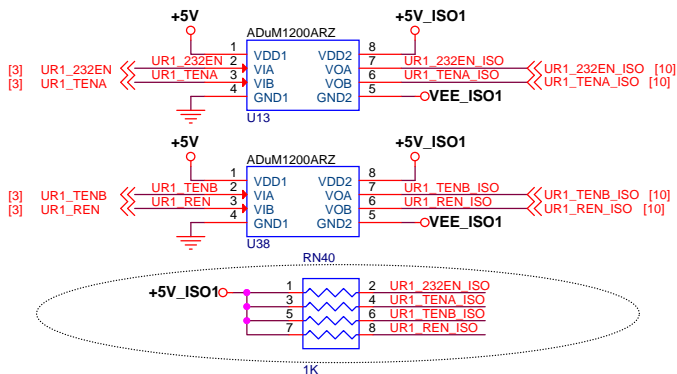 +5V +5V_ISO1
ADuM1200ARZ
1 VDD1 VDD2 8
[3] UR1_232EN UR1_232EN 2 VIA VOA 7 UR1_232EN_ISO UR1_232EN_ISO [10]
[3] UR1_TENA UR1_TENA 3 VIB VOB 6 UR1_TENA_ISO UR1_TENA_ISO [10]
4 GND1 GND2 5 VEE_ISO1
U13
+5V +5V_ISO1
ADuM1200ARZ
1 VDD1 VDD2 8
[3] UR1_TENB UR1_TENB 2 VIA VOA 7 UR1_TENB_ISO UR1_TENB_ISO [10]
[3] UR1_REN UR1_REN 3 VIB VOB 6 UR1_REN_ISO UR1_REN_ISO [10]
4 GND1 GND2 5 VEE_ISO1
U38
RN40
+5V_ISO1 1 2 UR1_232EN_ISO
3 4 UR1_TENA_ISO
5 6 UR1_TENB_ISO
7 8 UR1_REN_ISO
1K